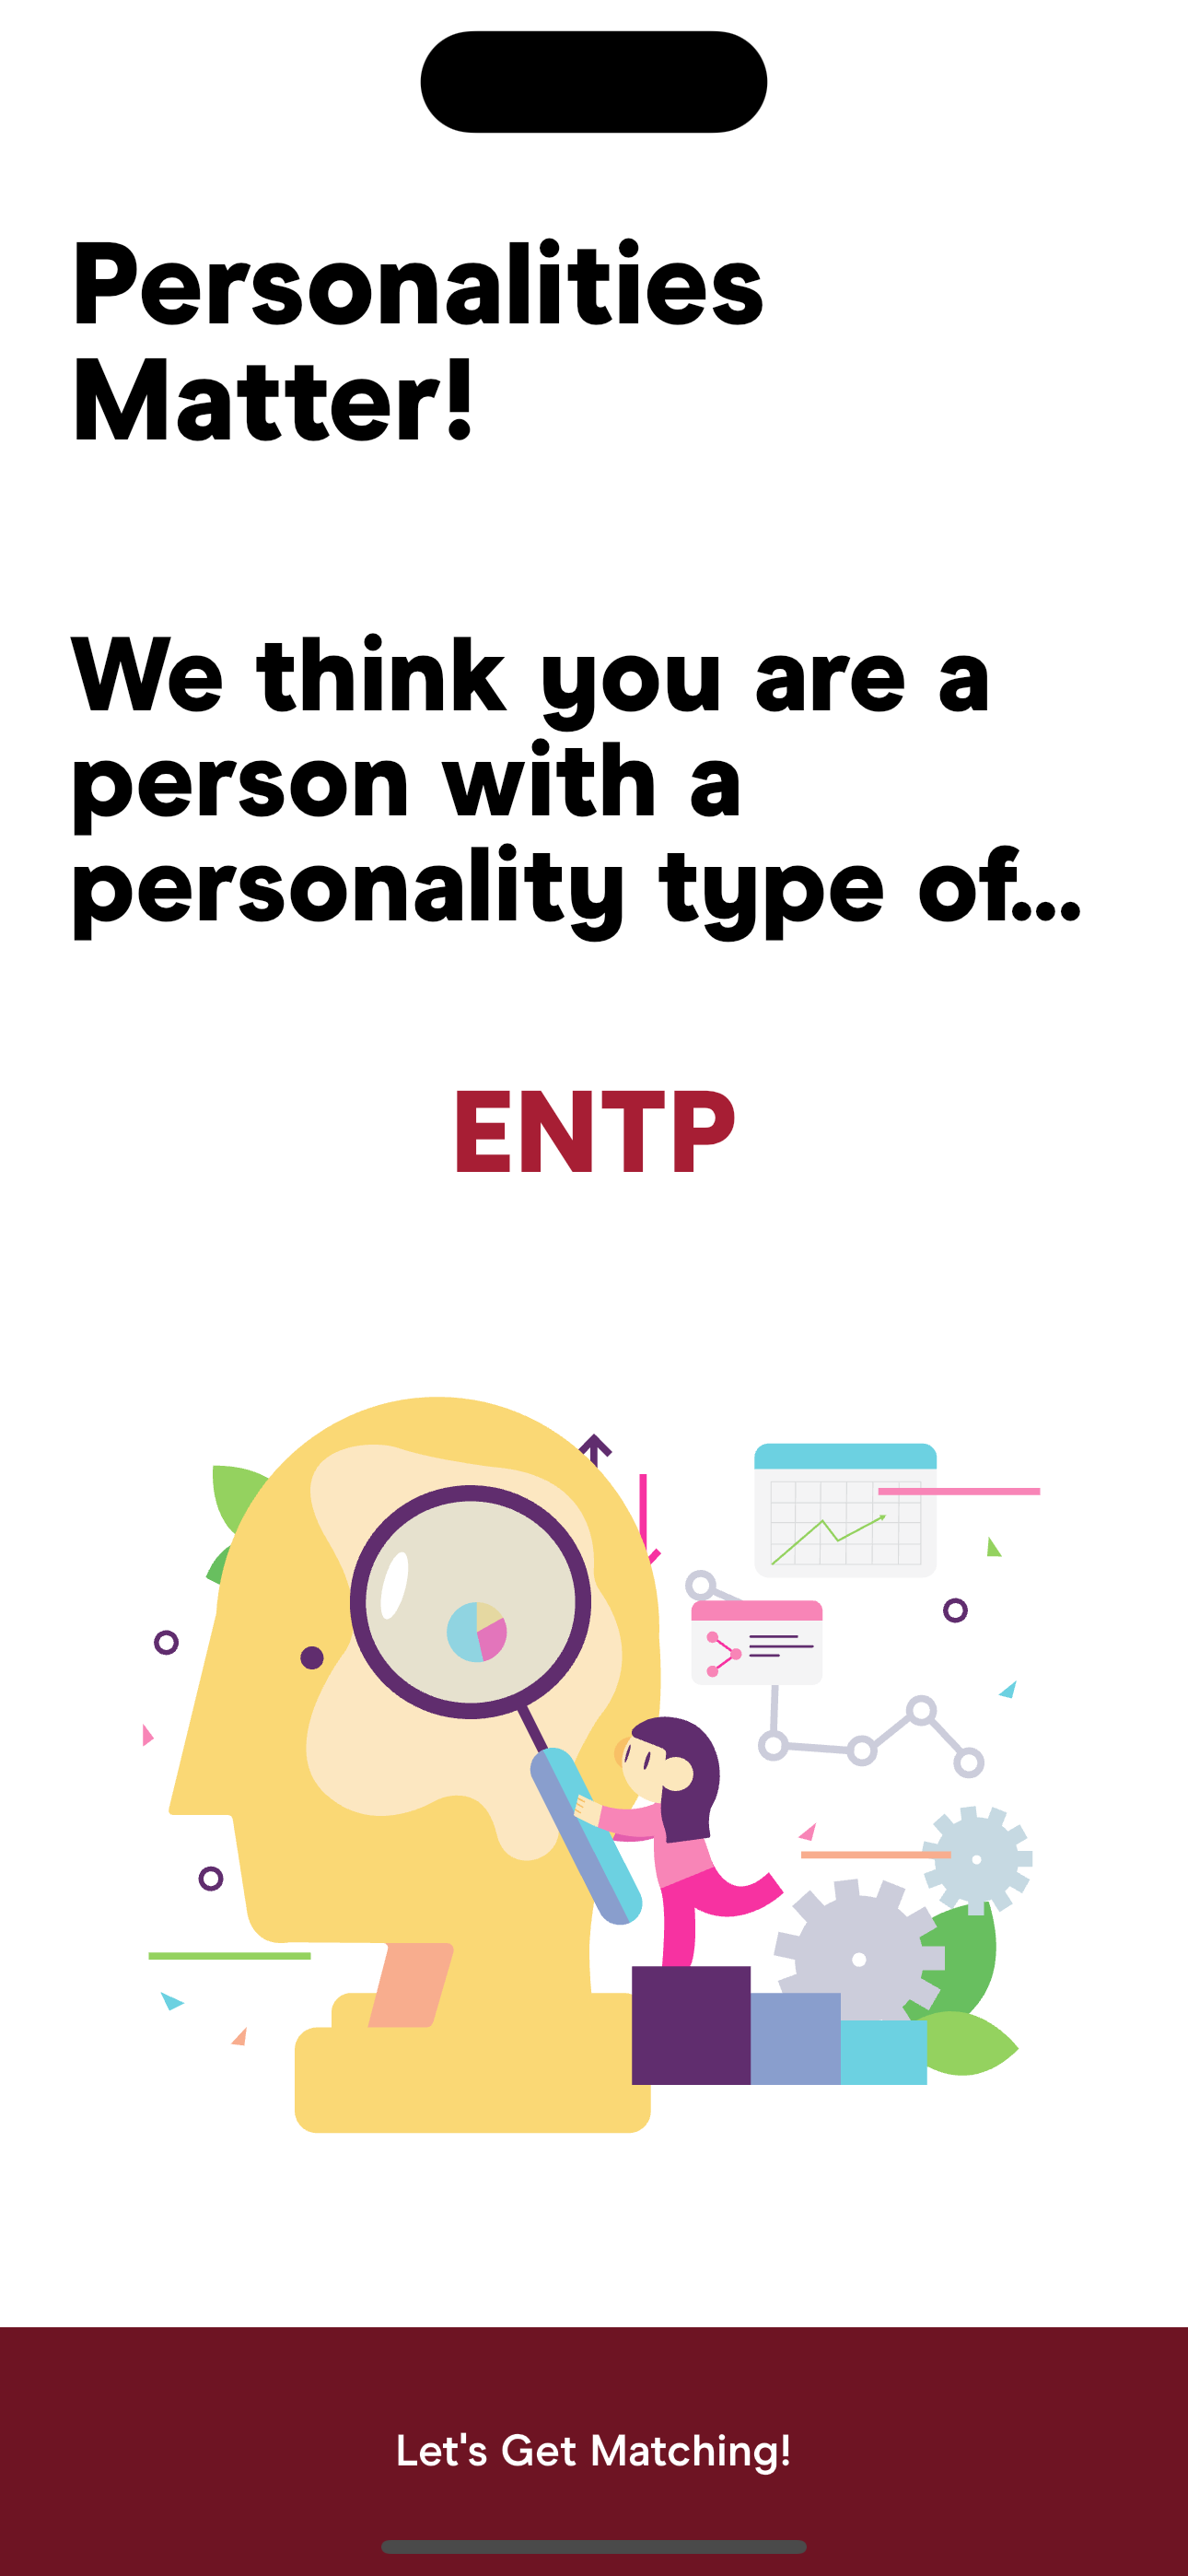 Personalities
Matter!
We think you are a
person with a
personality type of...
ENTP
Let's Get Matching!